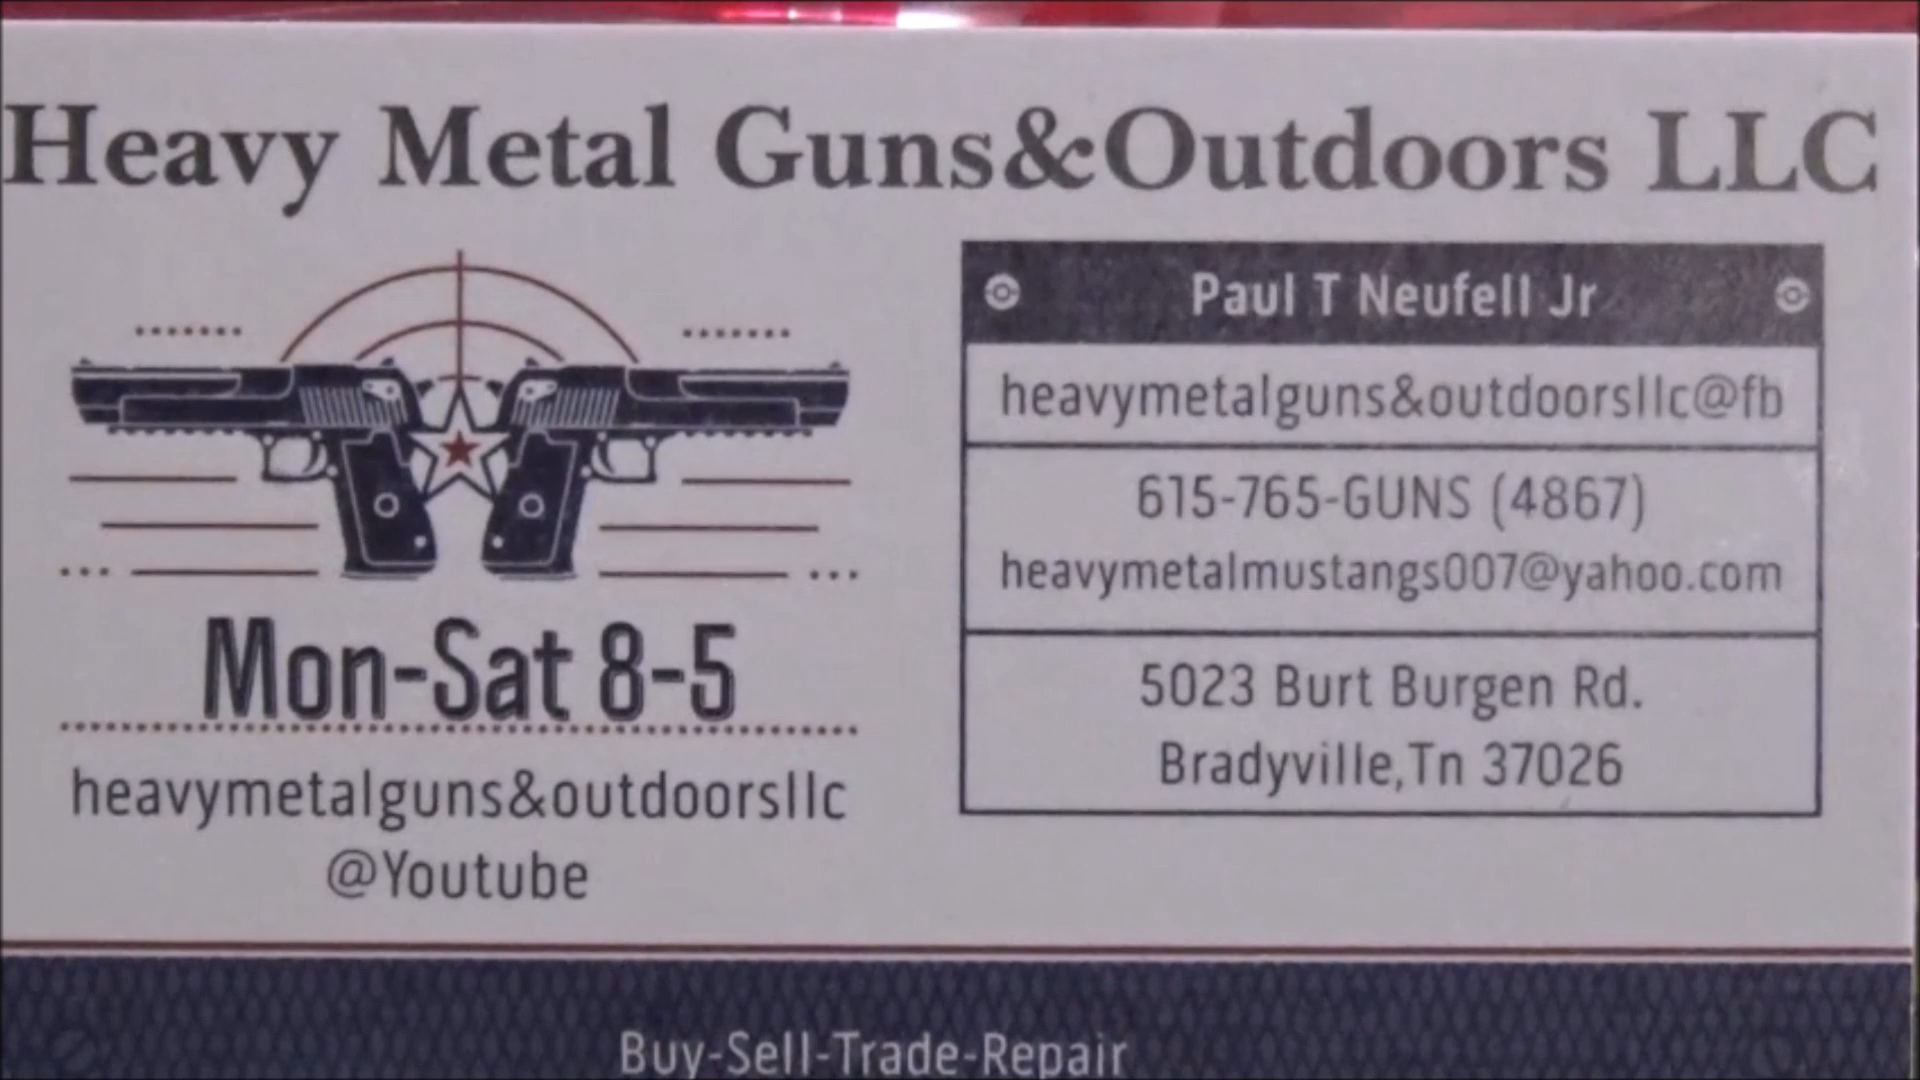 Heavy Metal Guns&Outdoors LLC
Mon-Sat 8-5
heavymetalguns&outdoorsllc
@Youtube
Paul T Neufell Jr
heavymetalguns&outdoorsllc@fb
615-765-GUNS (4867)
heavymetalmustangs007@yahoo.com
5023 Burt Burgen Rd.
Bradyville,Tn 37026
Buy-Sell-Trade-Repair